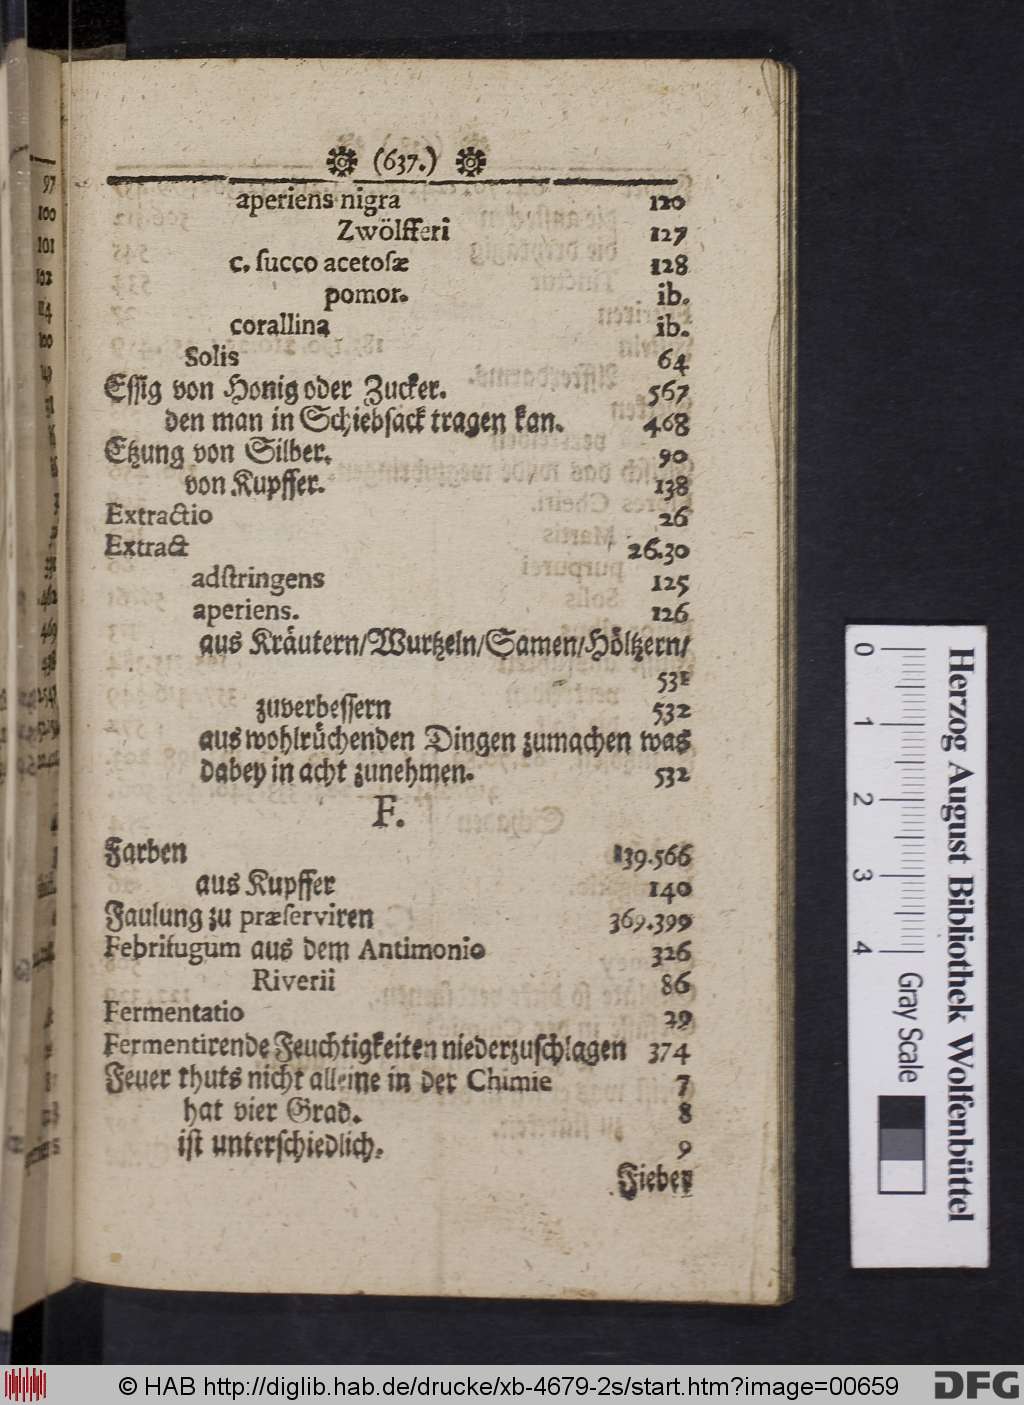 (637.)
aperiens nigra 120
Zwölfferi 127
c. ſucco acetoſæ 128
pomor. ib.
corallina ib.
Solis 64
Eſſig von Honig oder Zucker. 567
den man in Schiebſack tragen kan. 468
Etzung von Silber. 90
von Kupffer. 138
Extractio 26
Extract 26.30
adſtringens 125
aperiens. 126
aus Kräutern/Wurtzeln/Samen/Höltzern/
531
zuverbeſſern 532
aus wohlrüchenden Dingen zumachen was
dabey in acht zunehmen. 532
F.
Farben 139.566
aus Kupffer 140
Faulung zu præſerviren 369.399
Febrifugum aus dem Antimonio 326
Riverii 86
Fermentatio 29
Fermentirende Feuchtigkeiten niederzuſchlagen 374
Feuer thuts nicht alleine in der Chimie 7
hat vier Grad. 8
iſt unterſchiedlich. 9
Fieber
97
100
101
102
462
469
0 1 2 3 4
Herzog August Bibliothek Wolfenbüttel
Gray Scale
© HAB http://diglib.hab.de/drucke/xb-4679-2s/start.htm?image=00659
DFG